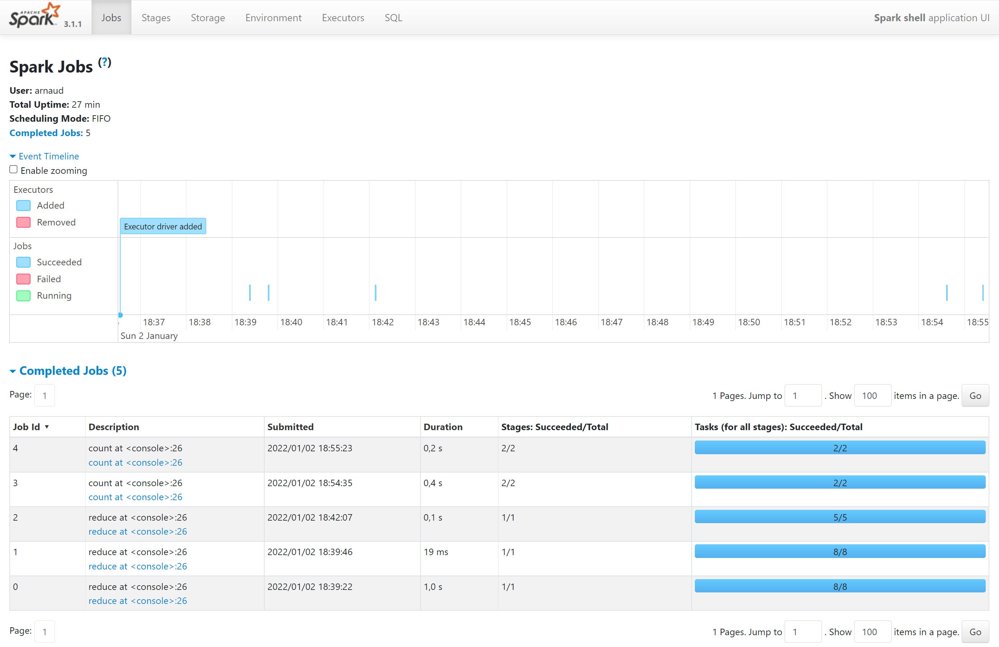 APACHE
Spark 3.1.1 Jobs Stages Storage Environment Executors SQL Spark shell application UI
Spark Jobs (?)
User: arnaud
Total Uptime: 27 min
Scheduling Mode: FIFO
Completed Jobs: 5
Event Timeline
Enable zooming
Executors
Added
Removed
Executor driver added
Jobs
Succeeded
Failed
Running
18:37 18:38 18:39 18:40 18:41 18:42 18:43 18:44 18:45 18:46 18:47 18:48 18:49 18:50 18:51 18:52 18:53 18:54 18:55
Sun 2 January
Completed Jobs (5)
Page: 1 1 Pages. Jump to 1 . Show 100 items in a page. Go
Job Id ▾ Description Submitted Duration Stages: Succeeded/Total Tasks (for all stages): Succeeded/Total
4 count at <console>:26 2022/01/02 18:55:23 0,2 s 2/2 2/2
count at <console>:26
3 count at <console>:26 2022/01/02 18:54:35 0,4 s 2/2 2/2
count at <console>:26
2 reduce at <console>:26 2022/01/02 18:42:07 0,1 s 1/1 5/5
reduce at <console>:26
1 reduce at <console>:26 2022/01/02 18:39:46 19 ms 1/1 8/8
reduce at <console>:26
0 reduce at <console>:26 2022/01/02 18:39:22 1,0 s 1/1 8/8
reduce at <console>:26
Page: 1 1 Pages. Jump to 1 . Show 100 items in a page. Go